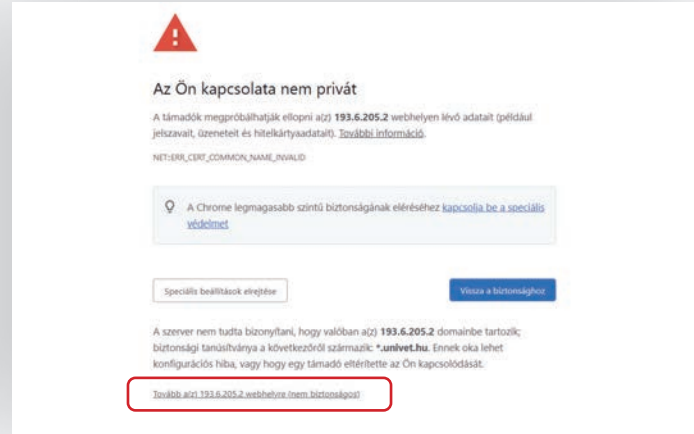 Az Ön kapcsolata nem privát
A támadók megpróbálhatják ellopni a(z) 193.6.205.2 webhelyen lévő adatait (például
jelszavait, üzeneteit és hitelkártyaadatait). További információ.
NET::ERR_CERT_COMMON_NAME_INVALID
A Chrome legmagasabb szintű biztonságának eléréséhez kapcsolja be a speciális
védelmet
Speciális beállítások elrejtése
Vissza a biztonsághoz
A szerver nem tudta bizonyítani, hogy valóban a(z) 193.6.205.2 domainbe tartozik;
biztonsági tanúsítványa a következőről származik: *.univet.hu. Ennek oka lehet
konfigurációs hiba, vagy hogy egy támadó eltérítette az Ön kapcsolódását.
Tovább a(z) 193.6.205.2 webhelyre (nem biztonságos)